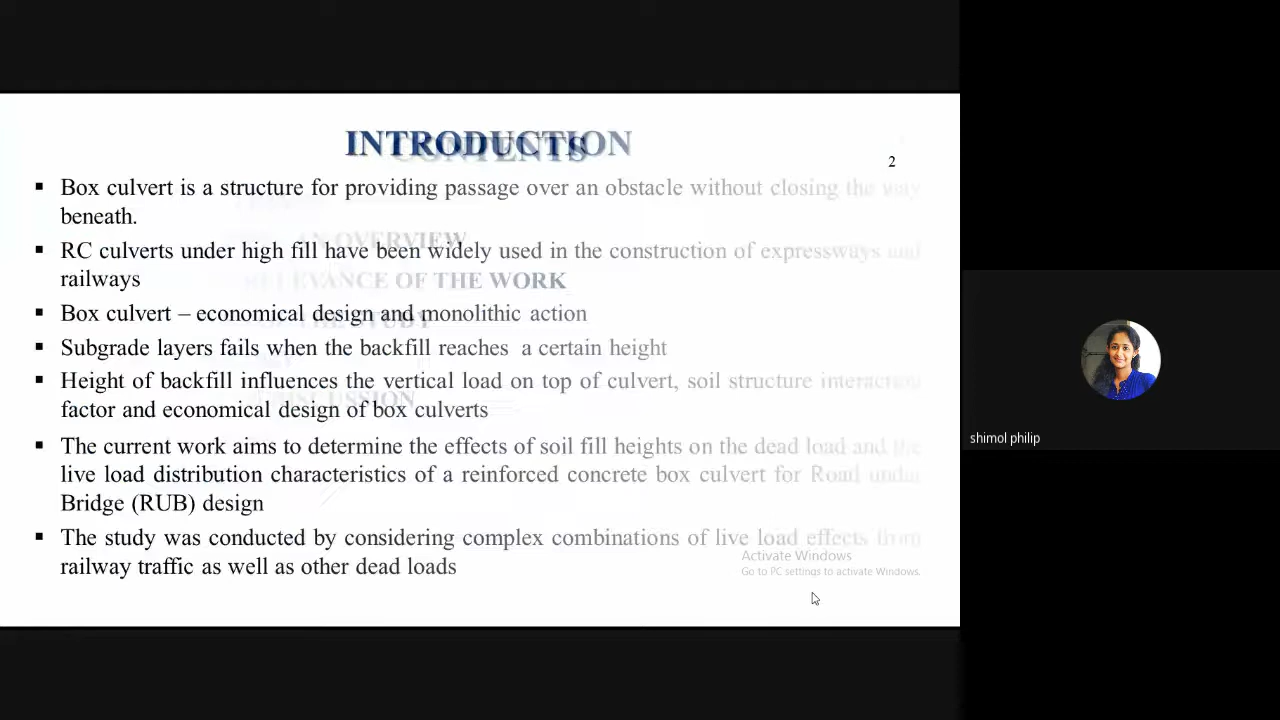 INTRODUCTION
CONTENTS
2
▪ Box culvert is a structure for providing passage over an obstacle without closing the way
beneath.
OVERVIEW
▪ RC culverts under high fill have been widely used in the construction of expressways and
railways
RELEVANCE OF THE WORK
▪ Box culvert – economical design and monolithic action
STUDY
▪ Subgrade layers fails when the backfill reaches a certain height
▪ Height of backfill influences the vertical load on top of culvert, soil structure interaction
factor and economical design of box culverts
▪ The current work aims to determine the effects of soil fill heights on the dead load and the
live load distribution characteristics of a reinforced concrete box culvert for Road under
Bridge (RUB) design
▪ The study was conducted by considering complex combinations of live load effects from
railway traffic as well as other dead loads
Activate Windows
Go to PC settings to activate Windows.
shimol philip